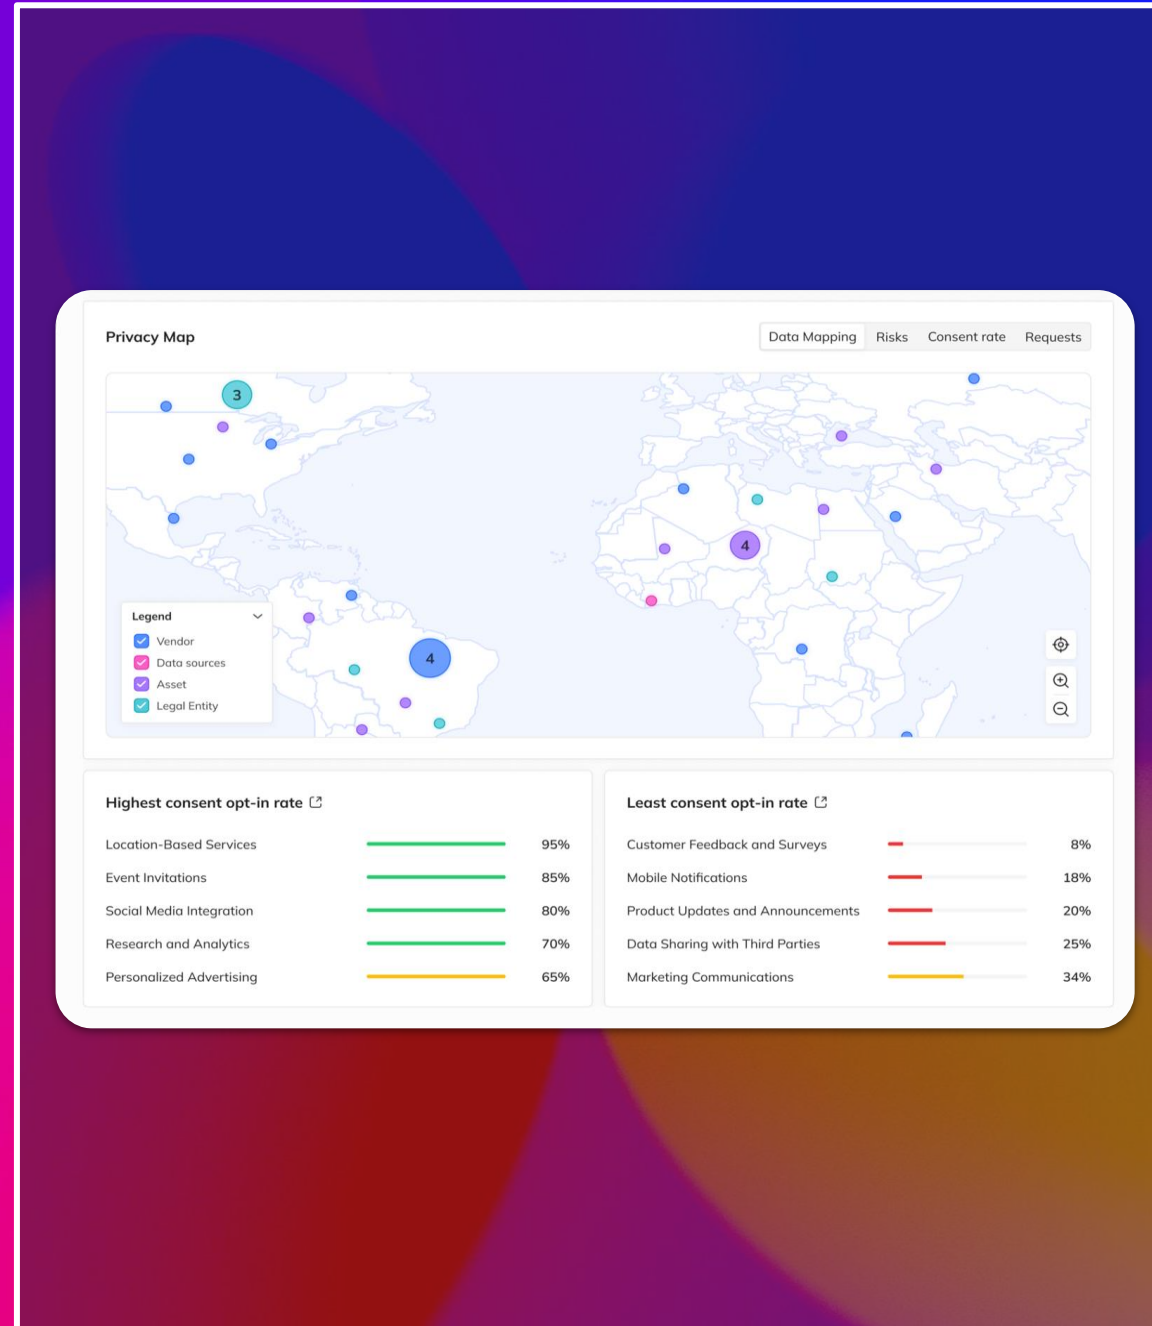 Privacy Map
Data Mapping Risks Consent rate Requests
3
4
Legend
Vendor
Data sources
Asset
Legal Entity
4
Highest consent opt-in rate
Location-Based Services 95%
Event Invitations 85%
Social Media Integration 80%
Research and Analytics 70%
Personalized Advertising 65%
Least consent opt-in rate
Customer Feedback and Surveys 8%
Mobile Notifications 18%
Product Updates and Announcements 20%
Data Sharing with Third Parties 25%
Marketing Communications 34%